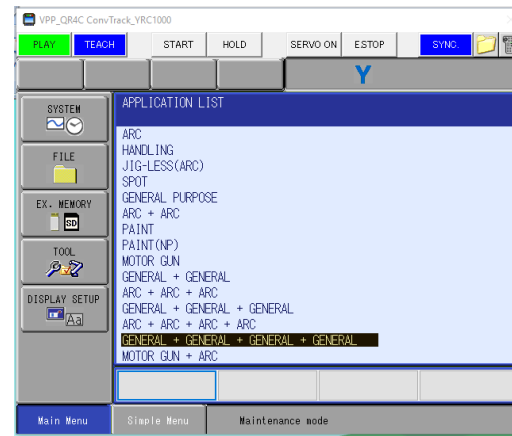 VPP_QR4C ConvTrack_YRC1000
PLAY TEACH START HOLD SERVO ON E.STOP SYNC.
Y
SYSTEM
FILE
EX. MEMORY
SD
TOOL
DISPLAY SETUP
Aa
APPLICATION LIST
ARC
HANDLING
JIG-LESS(ARC)
SPOT
GENERAL PURPOSE
ARC + ARC
PAINT
PAINT(NP)
MOTOR GUN
GENERAL + GENERAL
ARC + ARC + ARC
GENERAL + GENERAL + GENERAL
ARC + ARC + ARC + ARC
GENERAL + GENERAL + GENERAL + GENERAL
MOTOR GUN + ARC
Main Menu Simple Menu Maintenance mode